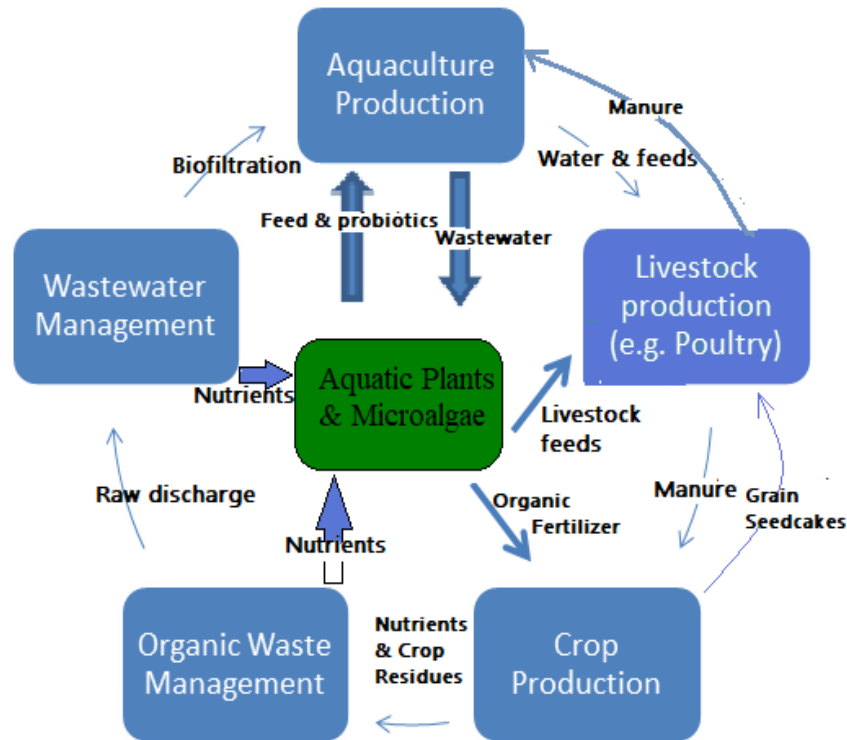 Aquaculture
Production
Manure
Biofiltration
Water & feeds
Feed & probiotics
Wastewater
Wastewater
Management
Livestock
production
(e.g. Poultry)
Aquatic Plants
& Microalgae
Nutrients
Livestock
feeds
Raw discharge
Organic
Fertilizer
Manure
Grain
Seedcakes
Nutrients
Organic Waste
Management
Nutrients
& Crop
Residues
Crop
Production